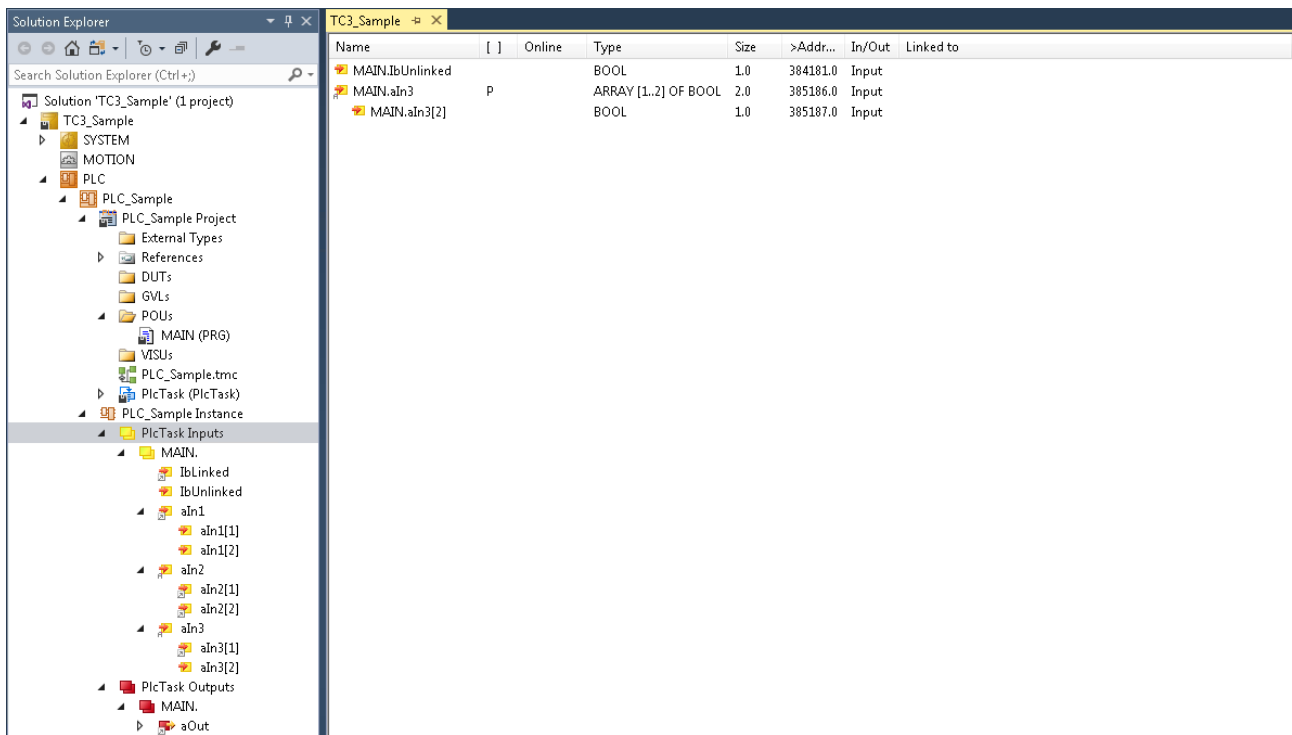 Solution Explorer
Search Solution Explorer (Ctrl+;)
Solution 'TC3_Sample' (1 project)
TC3_Sample
SYSTEM
MOTION
PLC
PLC_Sample
PLC_Sample Project
External Types
References
DUTs
GVLs
POUs
MAIN (PRG)
VISUs
PLC_Sample.tmc
PlcTask (PlcTask)
PLC_Sample Instance
PlcTask Inputs
MAIN.
IbLinked
IbUnlinked
aIn1
aIn1[1]
aIn1[2]
aIn2
aIn2[1]
aIn2[2]
aIn3
aIn3[1]
aIn3[2]
PlcTask Outputs
MAIN.
aOut
TC3_Sample
Name [ ] Online Type Size >Addr... In/Out Linked to
MAIN.IbUnlinked BOOL 1.0 384181.0 Input
MAIN.aIn3 P ARRAY [1..2] OF BOOL 2.0 385186.0 Input
MAIN.aIn3[2] BOOL 1.0 385187.0 Input